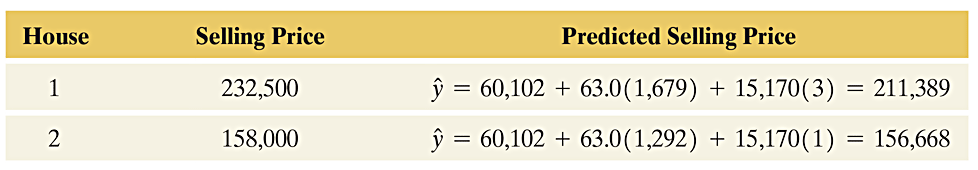 House Selling Price Predicted Selling Price
1 232,500 ŷ = 60,102 + 63.0(1,679) + 15,170(3) = 211,389
2 158,000 ŷ = 60,102 + 63.0(1,292) + 15,170(1) = 156,668